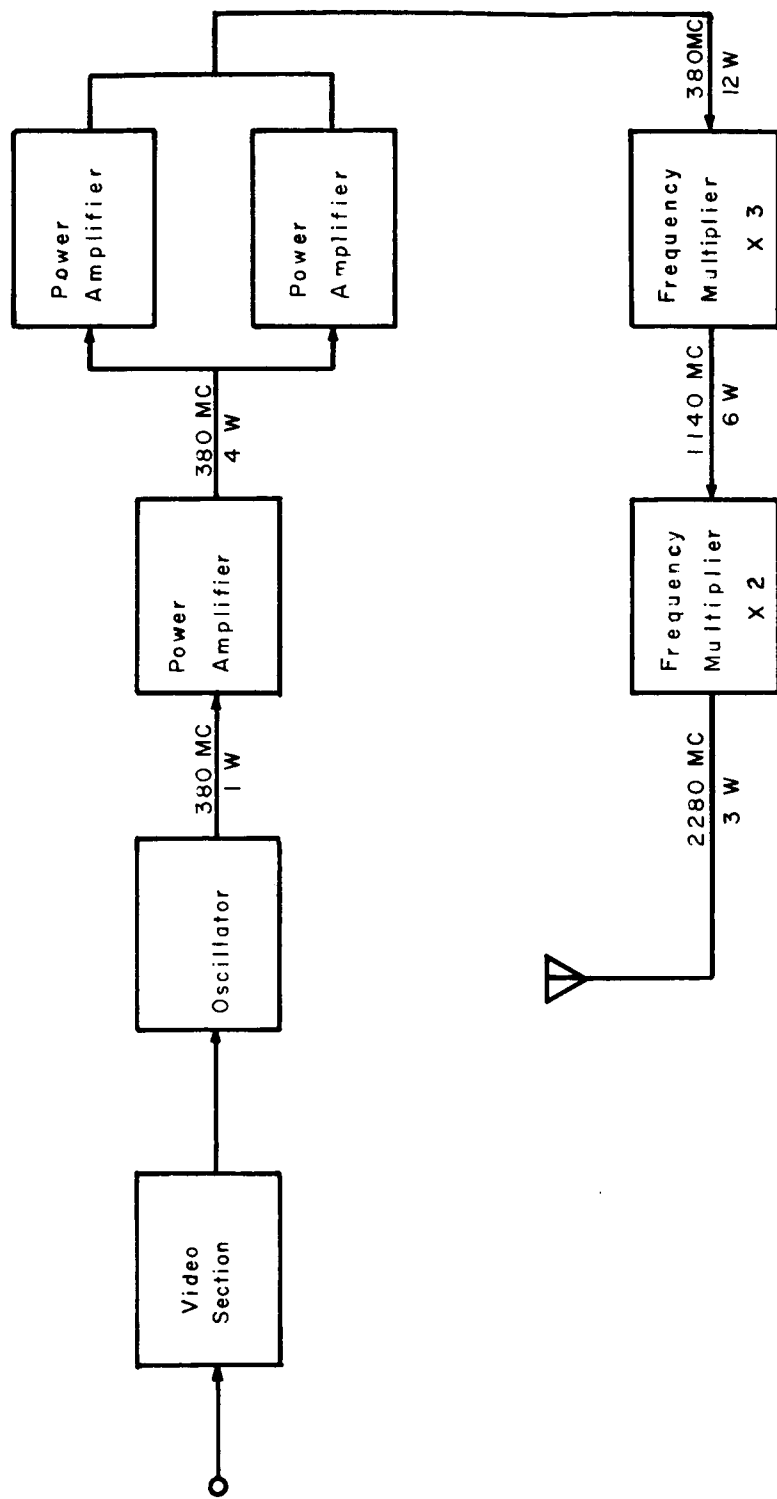 Video
Section
Oscillator
380 MC
1 W
Power
Amplifier
380 MC
4 W
Power
Amplifier
Power
Amplifier
380MC
12 W
Frequency
Multiplier
X 3
1140 MC
6 W
Frequency
Multiplier
X 2
2280 MC
3 W